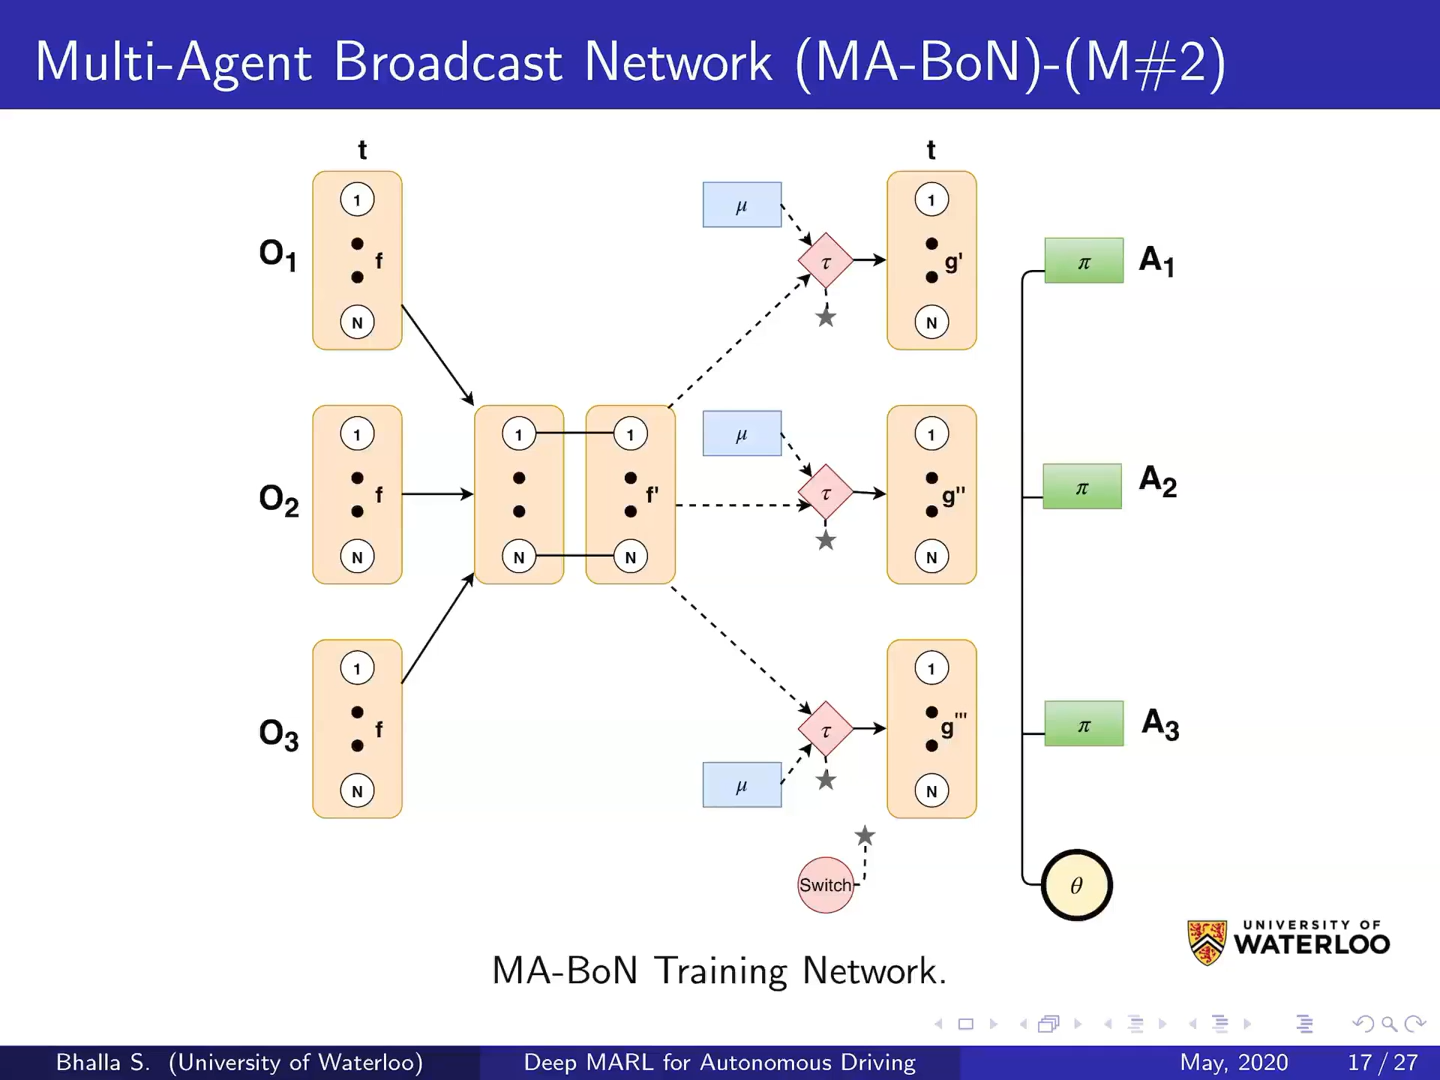 Multi-Agent Broadcast Network (MA-BoN)-(M#2)
t t
1 μ 1
O1 f τ g' π A1
N N
1 1 1 μ 1
O2 f f' τ g'' π A2
N N N N
1 1
O3 f τ g''' π A3
N μ N
Switch θ
UNIVERSITY OF
WATERLOO
MA-BoN Training Network.
Bhalla S. (University of Waterloo) Deep MARL for Autonomous Driving May, 2020 17 / 27